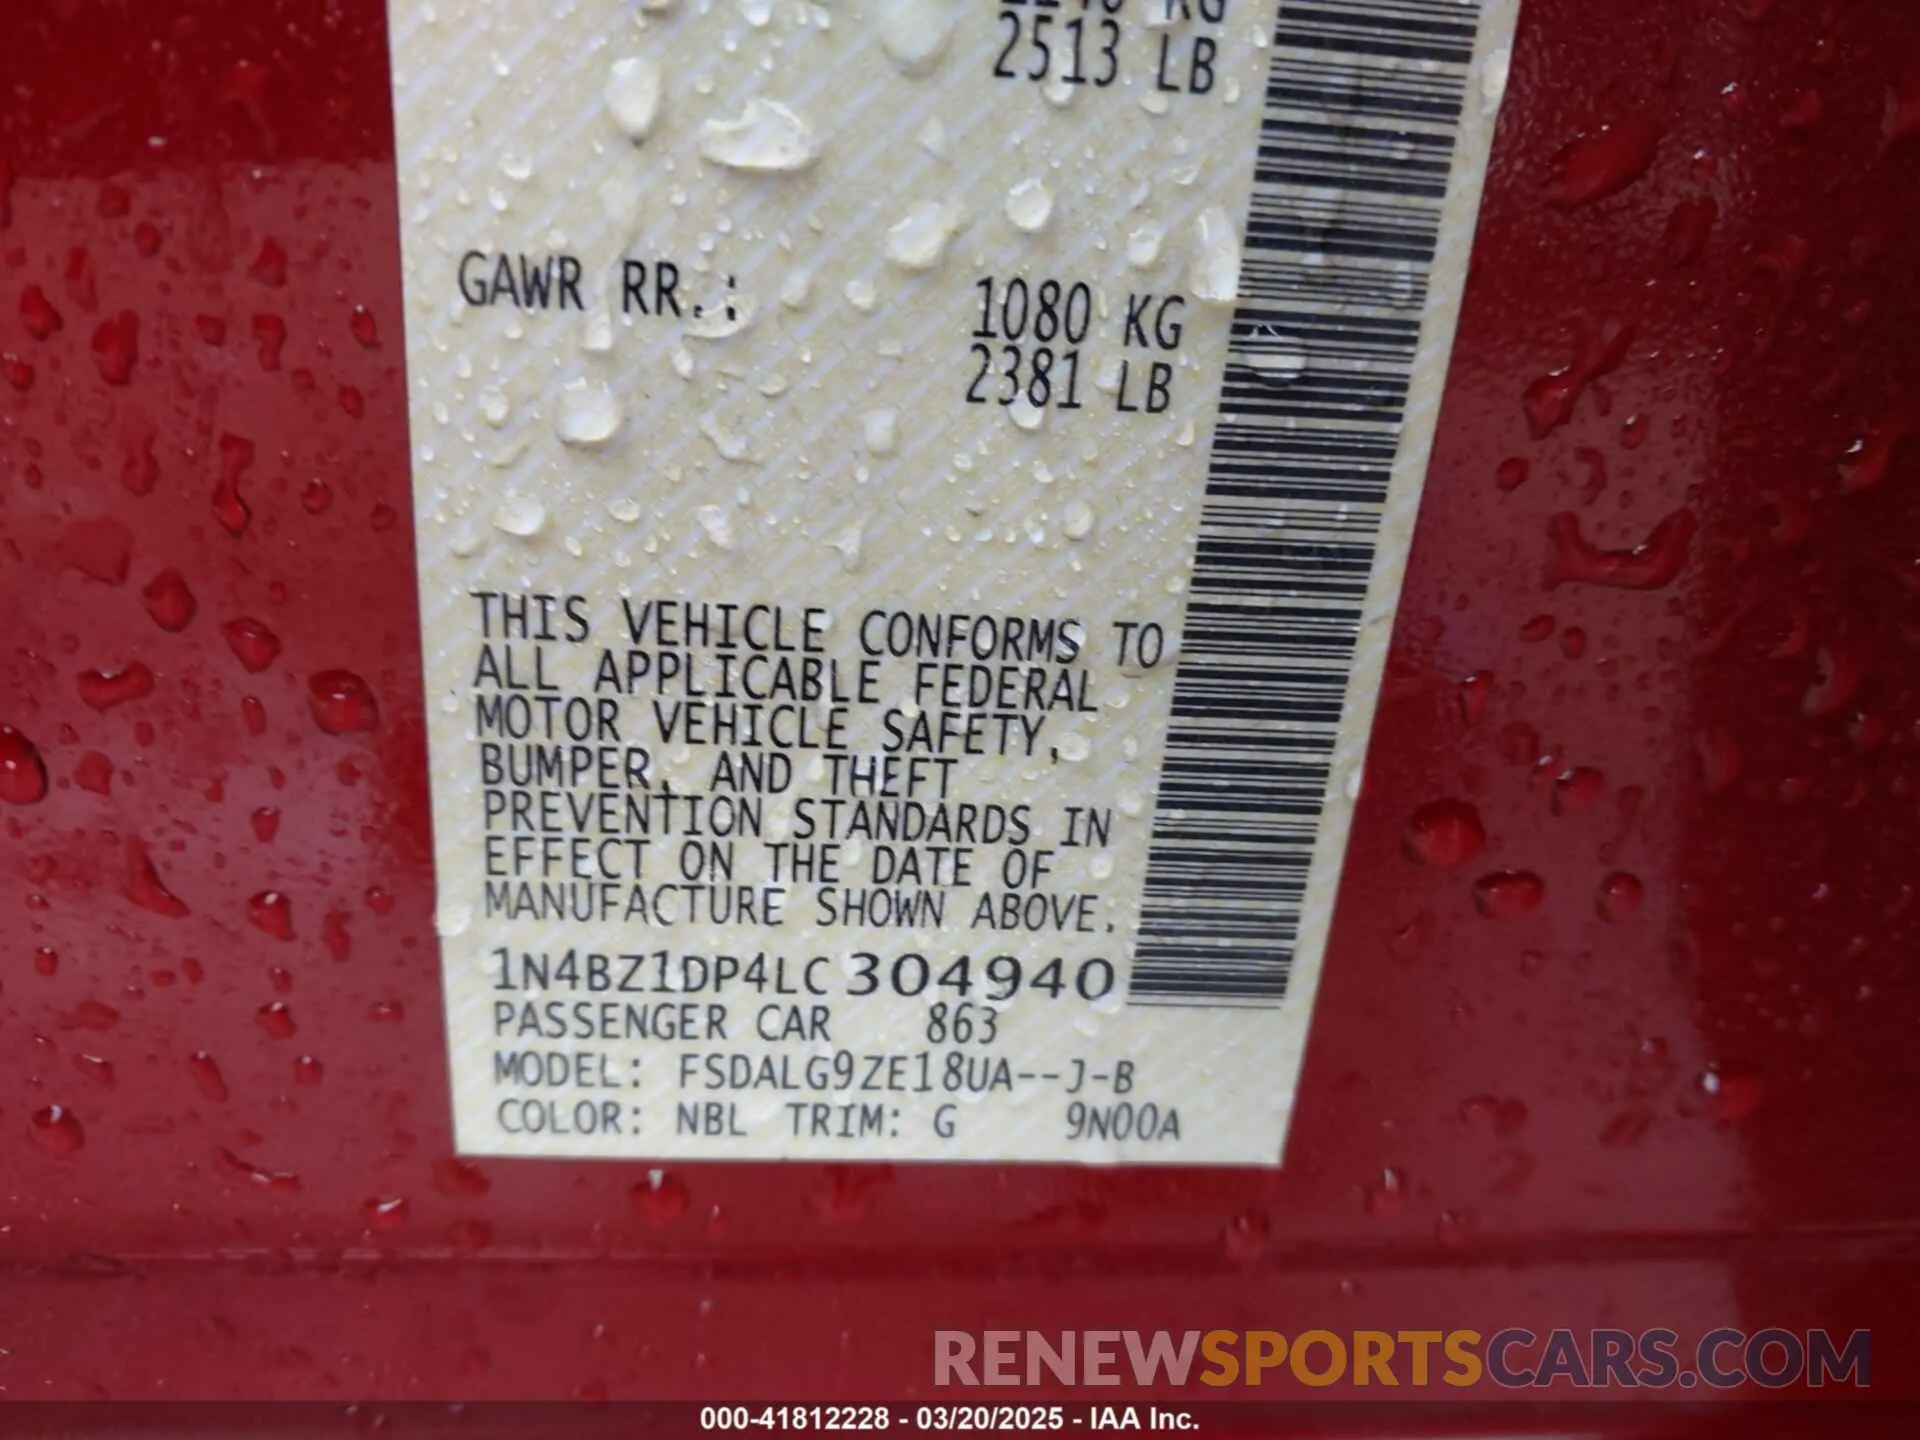 KG
2513 LB
GAWR RR.:
1080 KG
2381 LB
THIS VEHICLE CONFORMS TO
ALL APPLICABLE FEDERAL
MOTOR VEHICLE SAFETY,
BUMPER, AND THEFT
PREVENTION STANDARDS IN
EFFECT ON THE DATE OF
MANUFACTURE SHOWN ABOVE.
1N4BZ1DP4LC304940
PASSENGER CAR 863
MODEL: FSDALG9ZE18UA--J-B
COLOR: NBL TRIM: G 9N00A
RENEWSPORTSCARS.COM
000-41812228 - 03/20/2025 - IAA Inc.